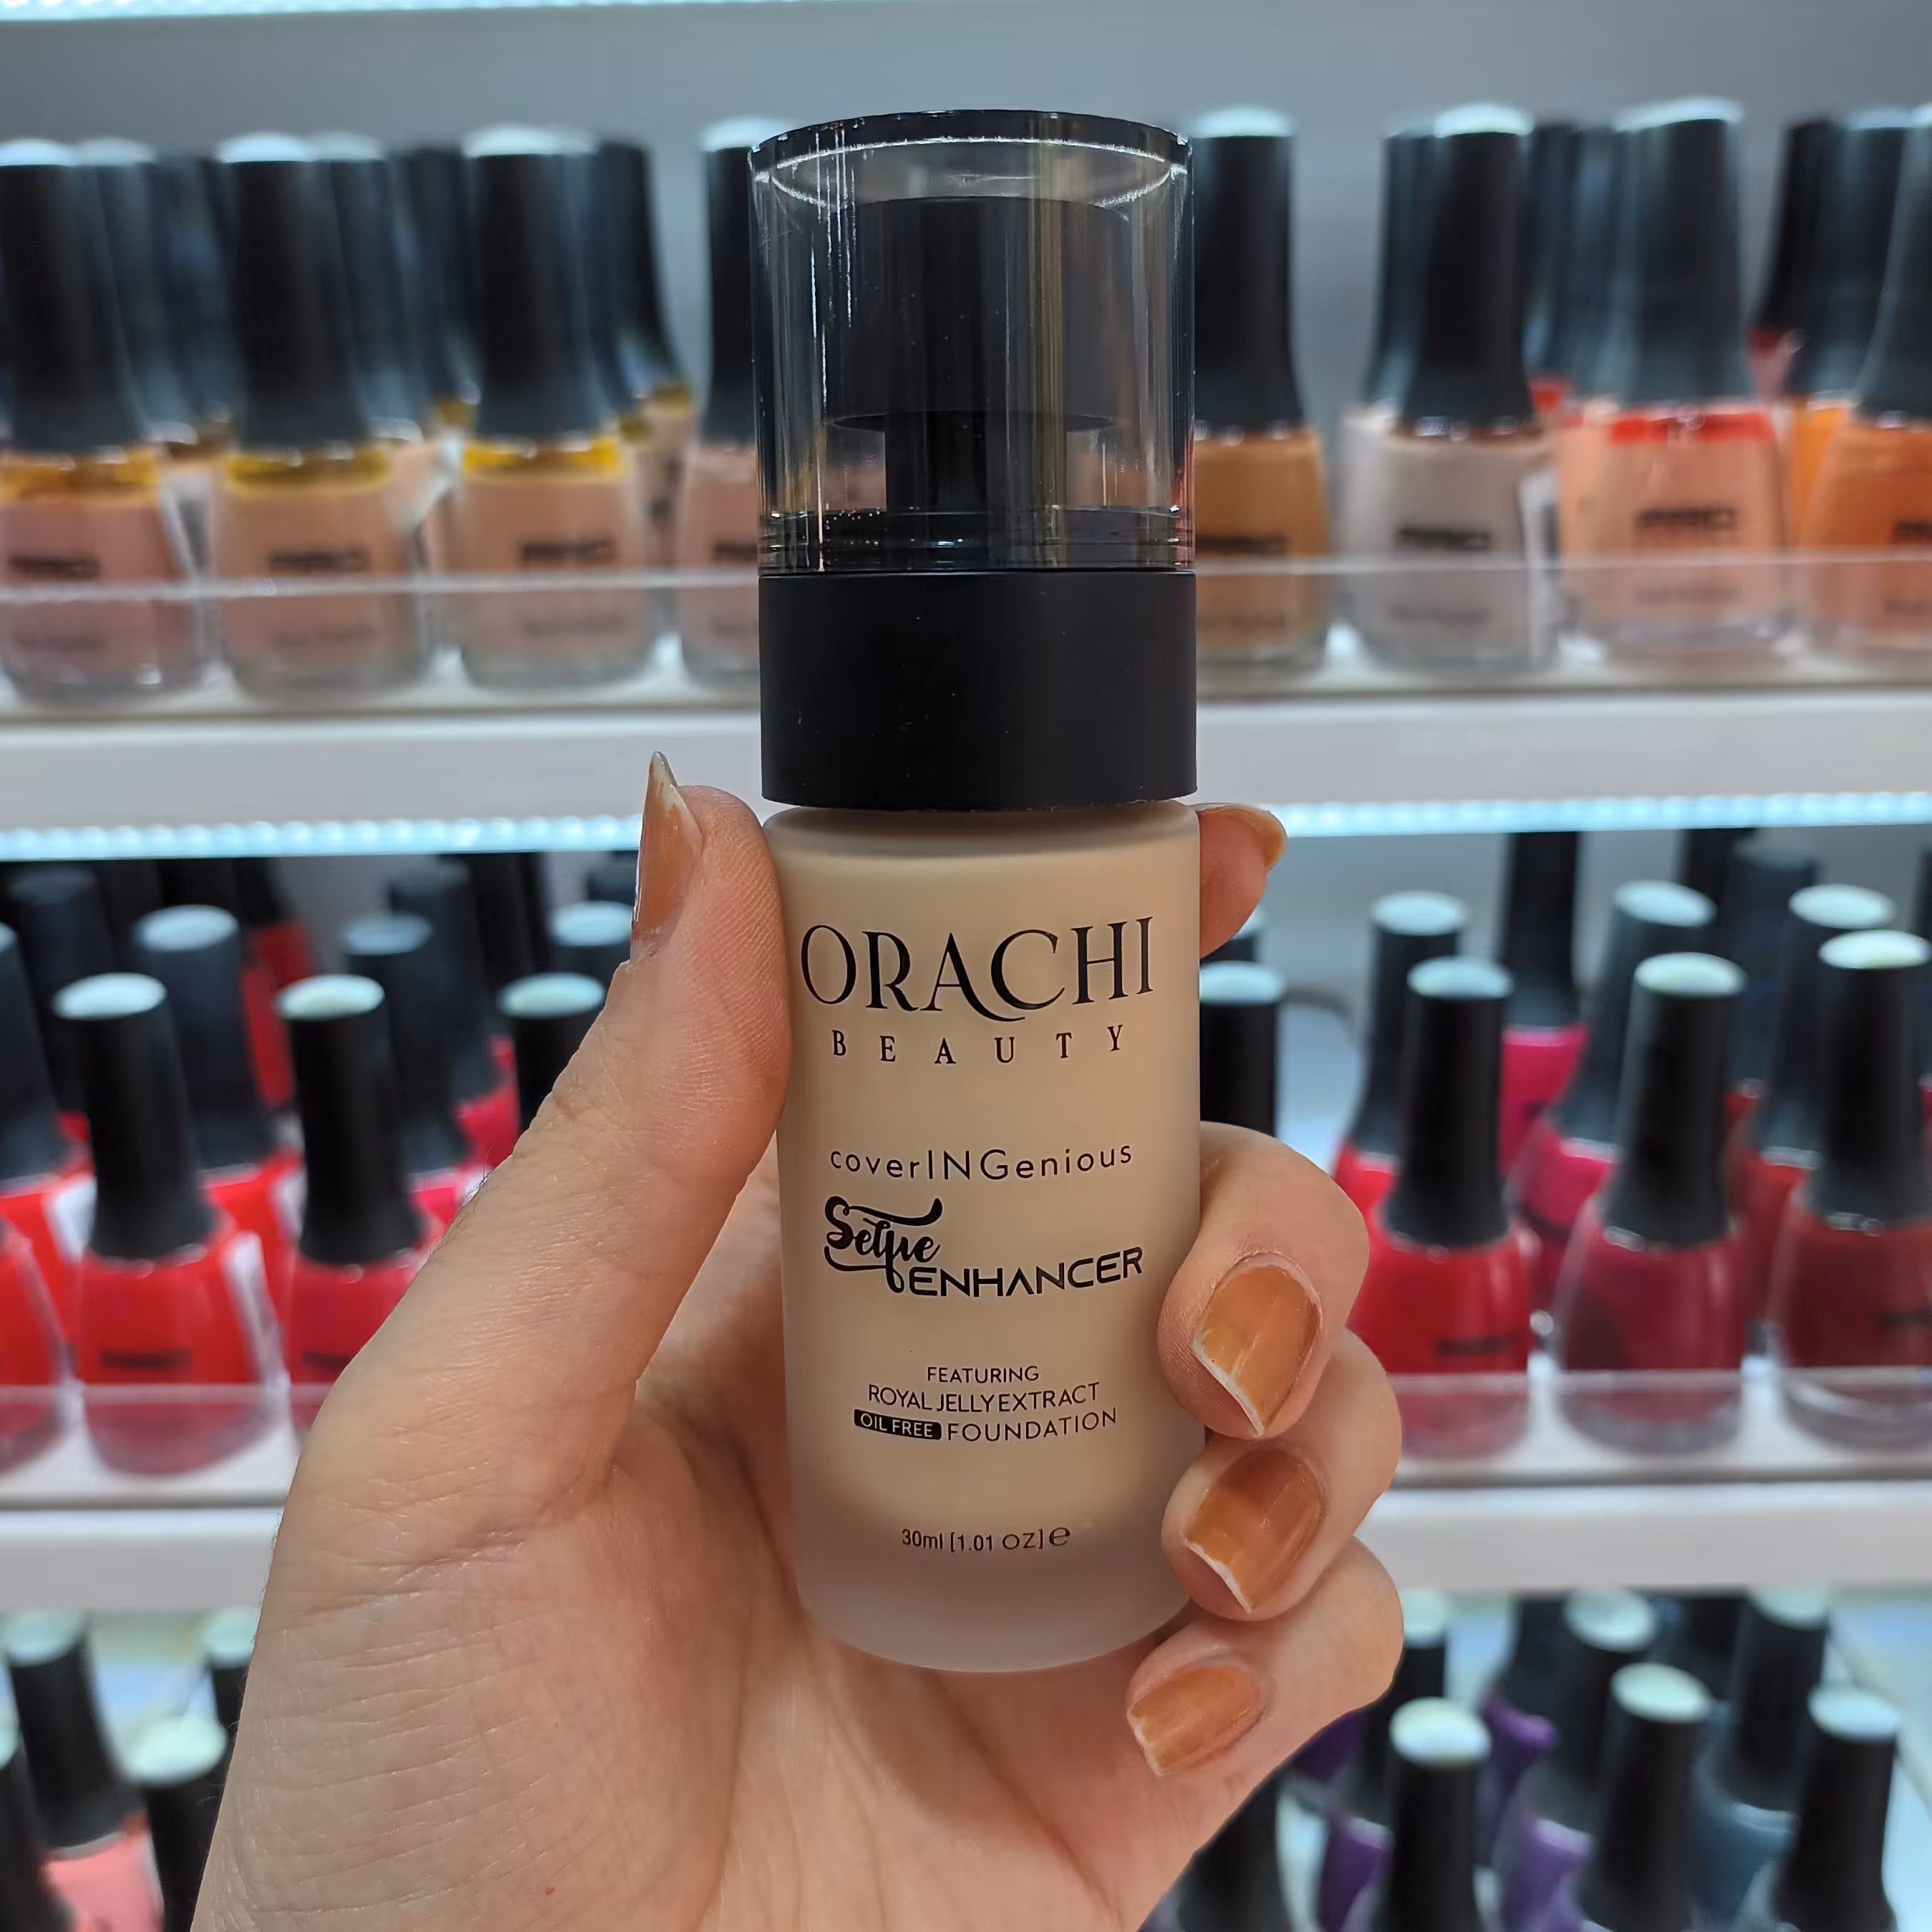 ORACHI
BEAUTY
coverINGenious
Selfie
ENHANCER
FEATURING
ROYAL JELLY EXTRACT
OIL FREE FOUNDATION
30ml [1.01 OZ] ℮